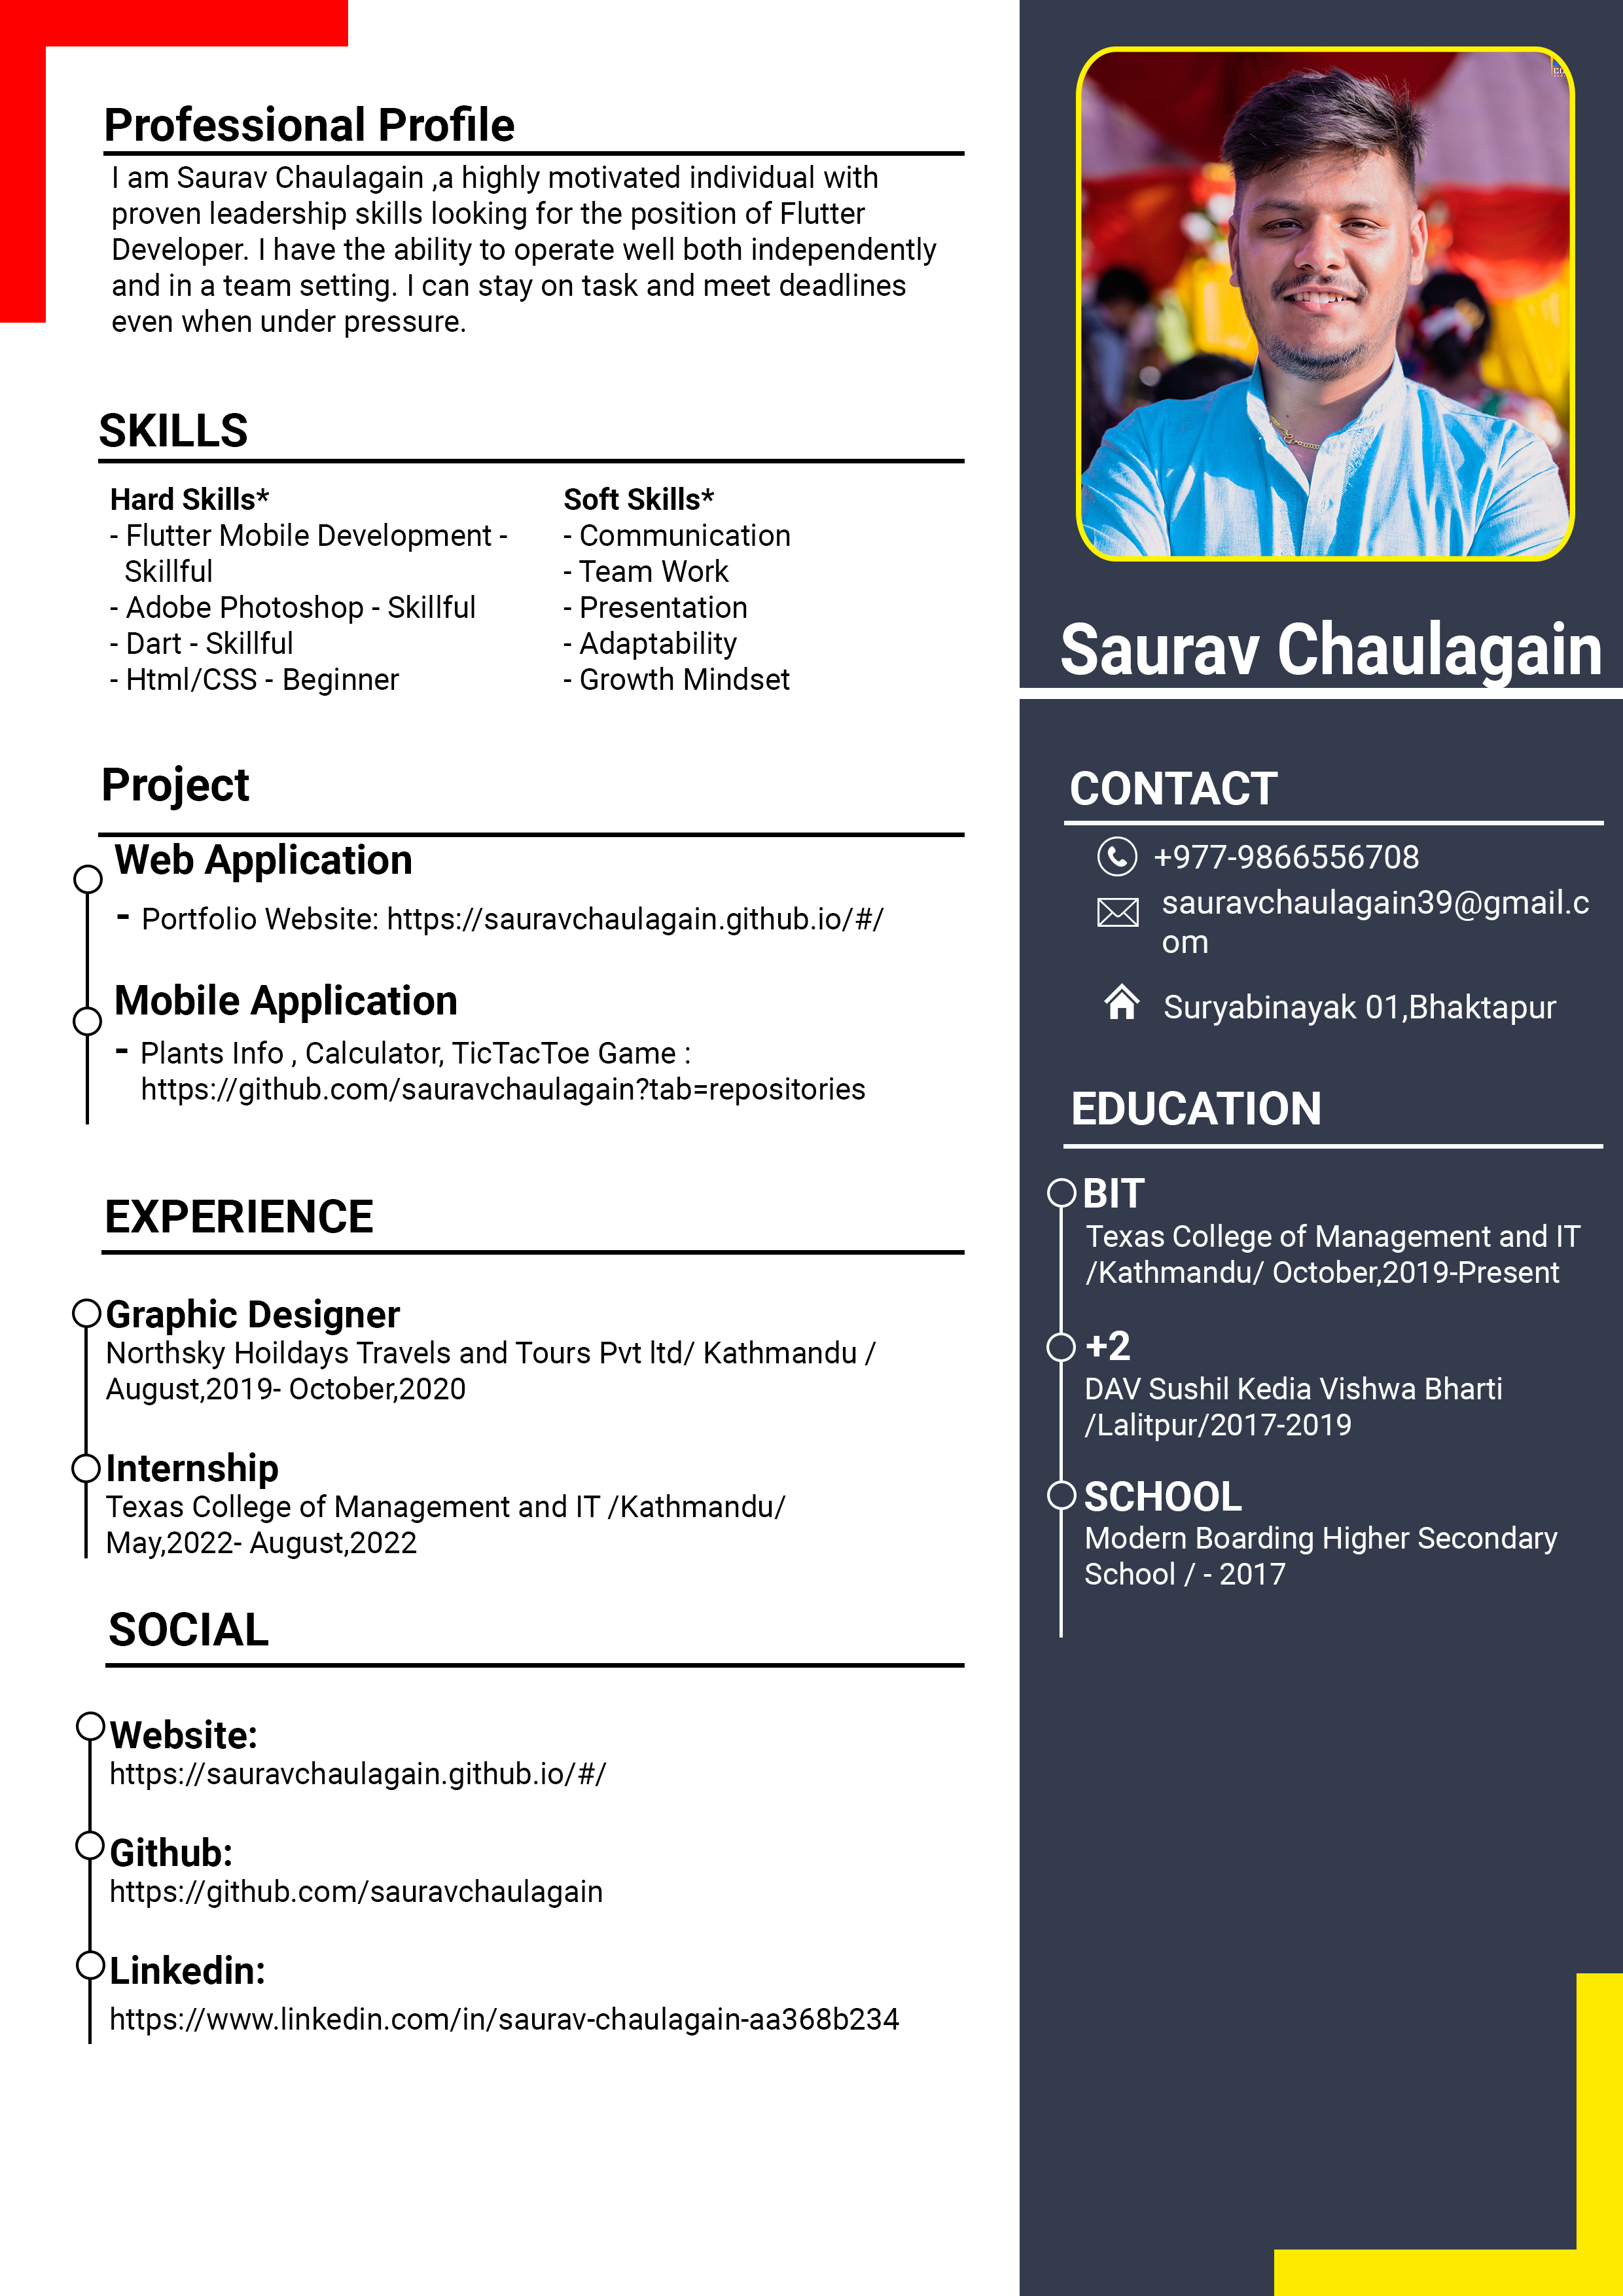 Professional Profile
I am Saurav Chaulagain ,a highly motivated individual with
proven leadership skills looking for the position of Flutter
Developer. I have the ability to operate well both independently
and in a team setting. I can stay on task and meet deadlines
even when under pressure.
SKILLS
Hard Skills*
- Flutter Mobile Development -
Skillful
- Adobe Photoshop - Skillful
- Dart - Skillful
- Html/CSS - Beginner
Soft Skills*
- Communication
- Team Work
- Presentation
- Adaptability
- Growth Mindset
Project
Web Application
- Portfolio Website: https://sauravchaulagain.github.io/#/
Mobile Application
- Plants Info , Calculator, TicTacToe Game :
https://github.com/sauravchaulagain?tab=repositories
EXPERIENCE
Graphic Designer
Northsky Hoildays Travels and Tours Pvt ltd/ Kathmandu /
August,2019- October,2020
Internship
Texas College of Management and IT /Kathmandu/
May,2022- August,2022
SOCIAL
Website:
https://sauravchaulagain.github.io/#/
Github:
https://github.com/sauravchaulagain
Linkedin:
https://www.linkedin.com/in/saurav-chaulagain-aa368b234
Saurav Chaulagain
CONTACT
+977-9866556708
sauravchaulagain39@gmail.c
om
Suryabinayak 01,Bhaktapur
EDUCATION
BIT
Texas College of Management and IT
/Kathmandu/ October,2019-Present
+2
DAV Sushil Kedia Vishwa Bharti
/Lalitpur/2017-2019
SCHOOL
Modern Boarding Higher Secondary
School / - 2017